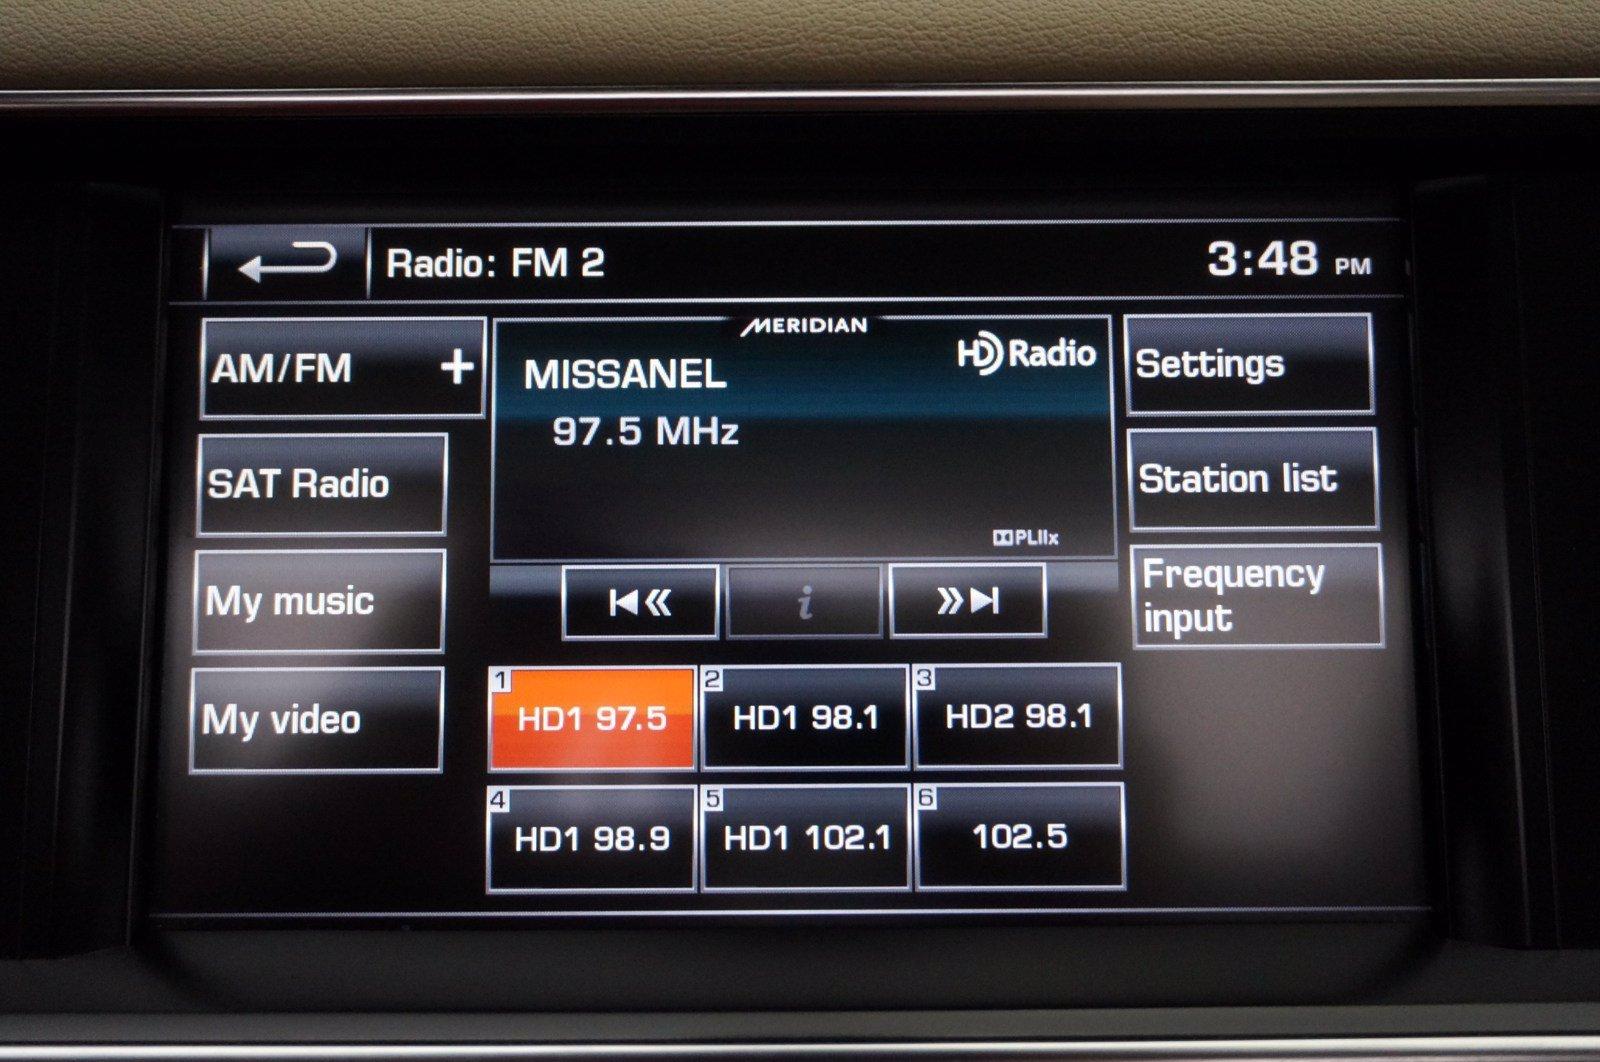 Radio: FM 2
3:48 PM
AM/FM +
SAT Radio
My music
My video
MERIDIAN
HD Radio
MISSANEL
97.5 MHz
PLIIx
i
Settings
Station list
Frequency
input
1
HD1 97.5
2
HD1 98.1
3
HD2 98.1
4
HD1 98.9
5
HD1 102.1
6
102.5